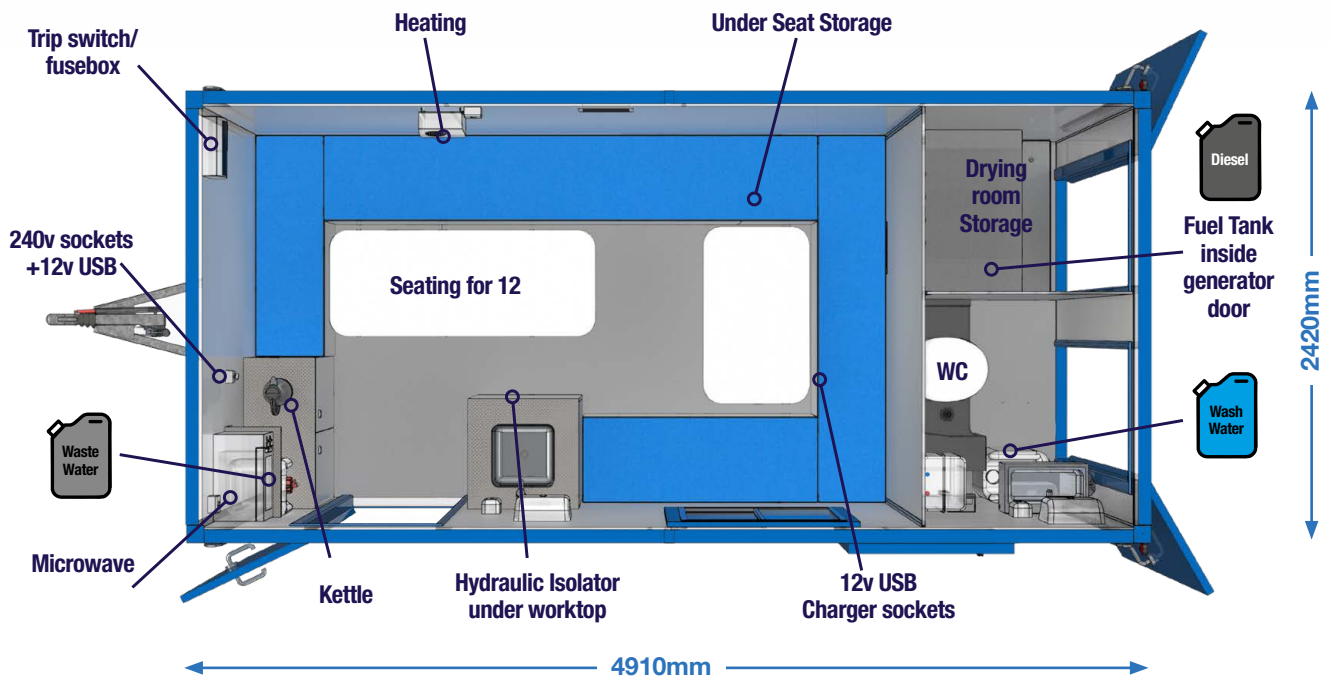 Heating
Under Seat Storage
Trip switch/
fusebox
Diesel
Drying
room
Storage
Fuel Tank
inside
generator
door
240v sockets
+12v USB
Seating for 12
2420mm
WC
Wash
Water
Waste
Water
Microwave
Kettle
Hydraulic Isolator
under worktop
12v USB
Charger sockets
4910mm